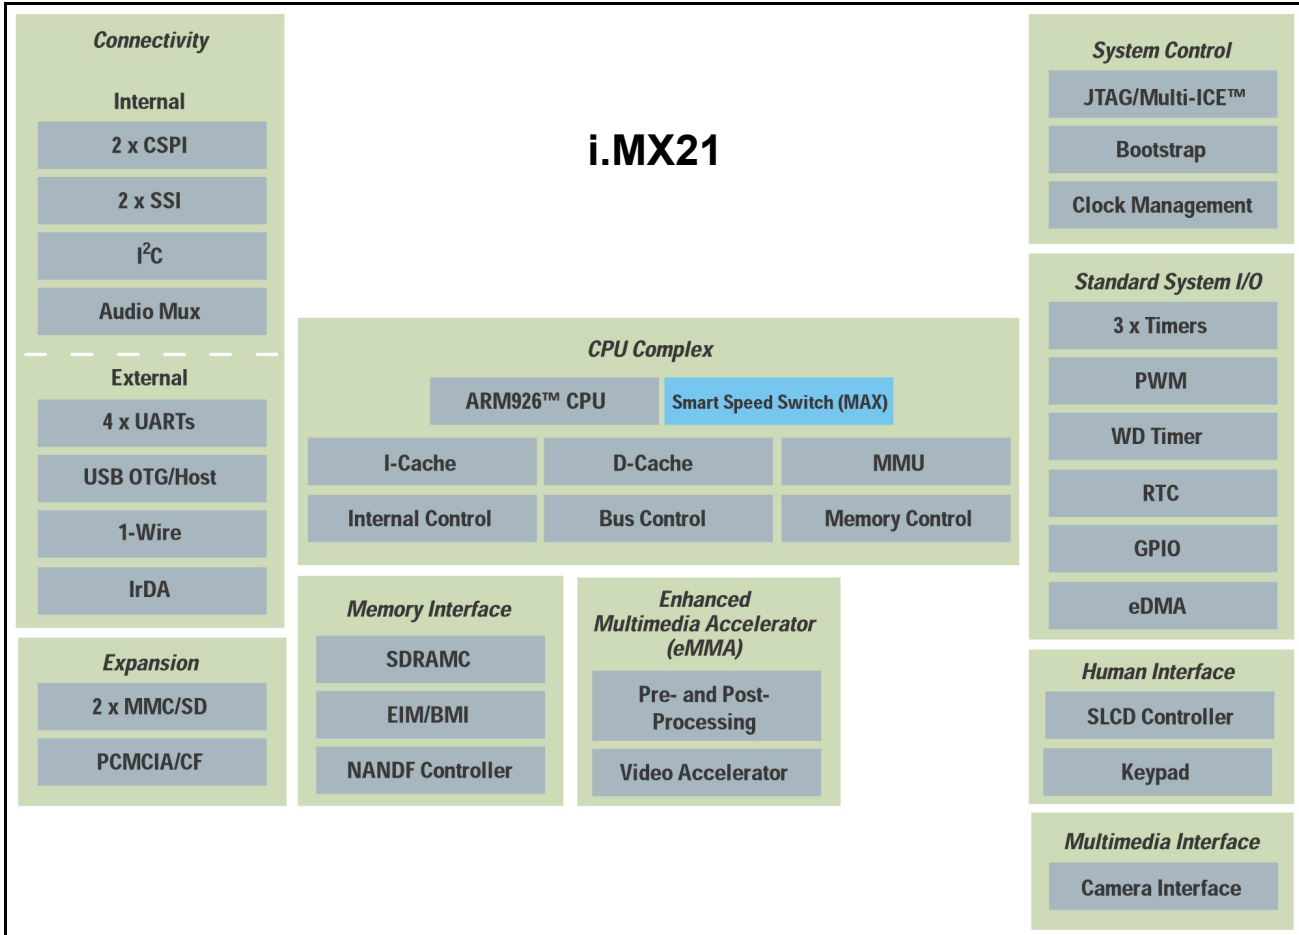 Connectivity
Internal
2 x CSPI
2 x SSI
I²C
Audio Mux
External
4 x UARTs
USB OTG/Host
1-Wire
IrDA
Expansion
2 x MMC/SD
PCMCIA/CF
i.MX21
CPU Complex
ARM926™ CPU
Smart Speed Switch (MAX)
I-Cache
D-Cache
MMU
Internal Control
Bus Control
Memory Control
Memory Interface
SDRAMC
EIM/BMI
NANDF Controller
Enhanced
Multimedia Accelerator
(eMMA)
Pre- and Post-
Processing
Video Accelerator
System Control
JTAG/Multi-ICE™
Bootstrap
Clock Management
Standard System I/O
3 x Timers
PWM
WD Timer
RTC
GPIO
eDMA
Human Interface
SLCD Controller
Keypad
Multimedia Interface
Camera Interface